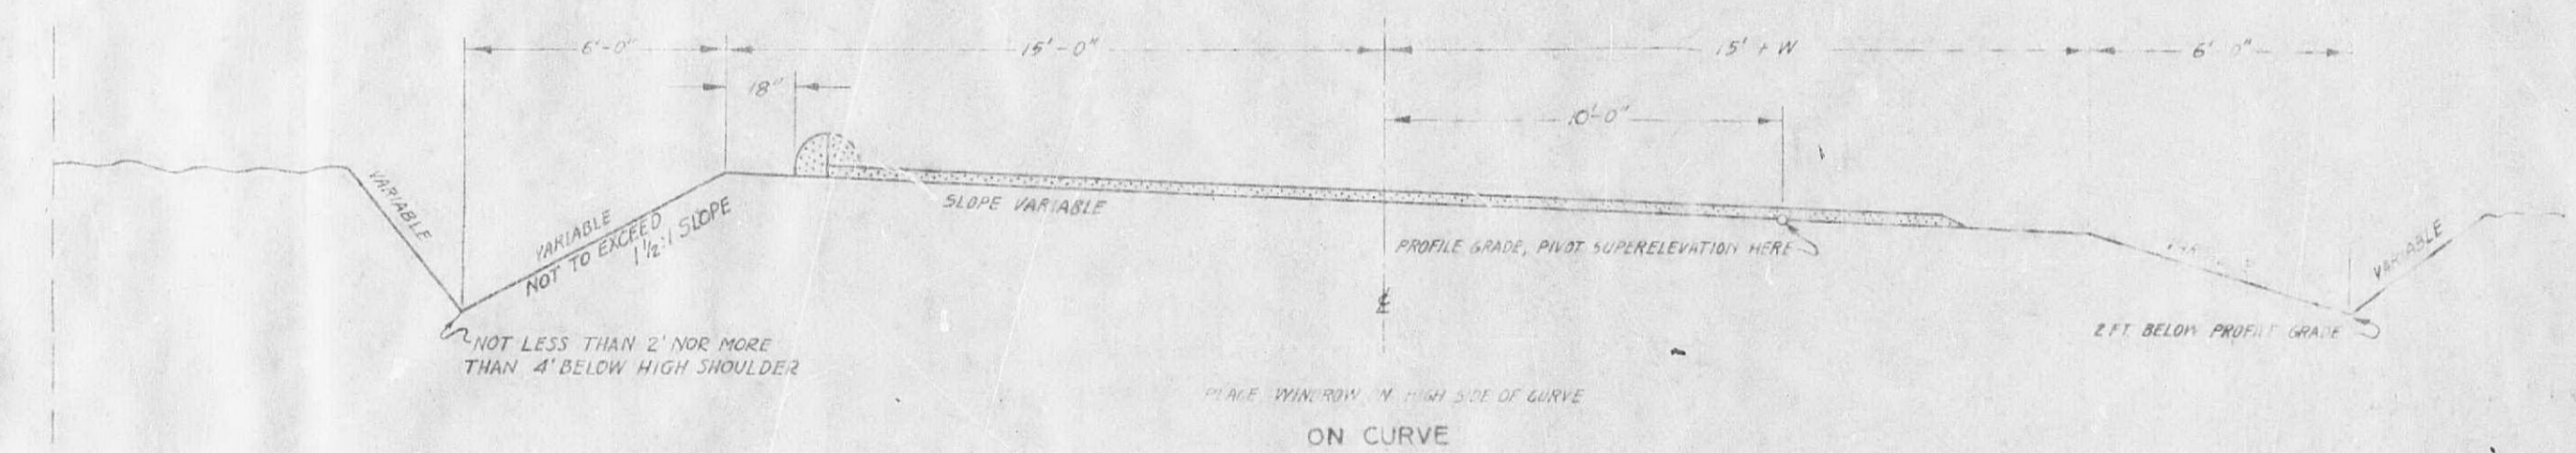 6'-0"
15'-0"
15' + W
6' 0"
18"
10'-0"
VARIABLE
VARIABLE
NOT TO EXCEED
1 1/2:1 SLOPE
SLOPE VARIABLE
PROFILE GRADE, PIVOT SUPERELEVATION HERE
VARIABLE
℄
NOT LESS THAN 2' NOR MORE
THAN 4' BELOW HIGH SHOULDER
2 FT. BELOW PROFILE GRADE
PLACE WINDROW ON HIGH SIDE OF CURVE
ON CURVE